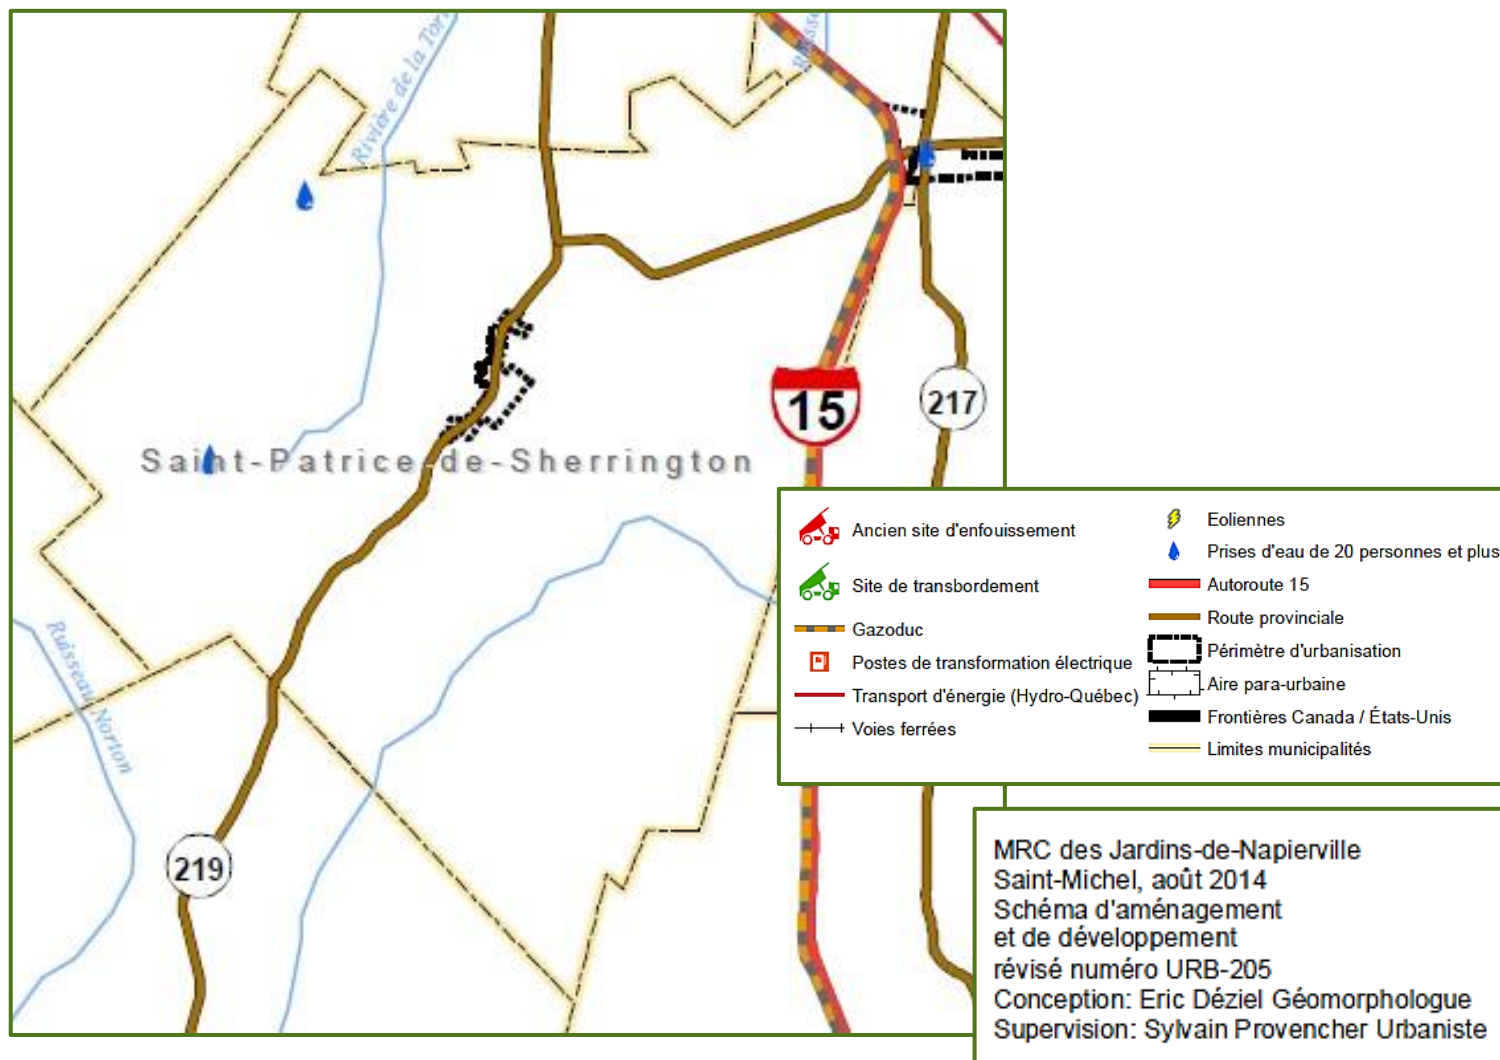 Rivière de la Tor
Ruisse
15
217
Saint-Patrice-de-Sherrington
Ruisseau Norton
219
Ancien site d'enfouissement
Site de transbordement
Gazoduc
Postes de transformation électrique
Transport d'énergie (Hydro-Québec)
Voies ferrées
Eoliennes
Prises d'eau de 20 personnes et plus
Autoroute 15
Route provinciale
Périmètre d'urbanisation
Aire para-urbaine
Frontières Canada / États-Unis
Limites municipalités
MRC des Jardins-de-Napierville
Saint-Michel, août 2014
Schéma d'aménagement
et de développement
révisé numéro URB-205
Conception: Eric Déziel Géomorphologue
Supervision: Sylvain Provencher Urbaniste